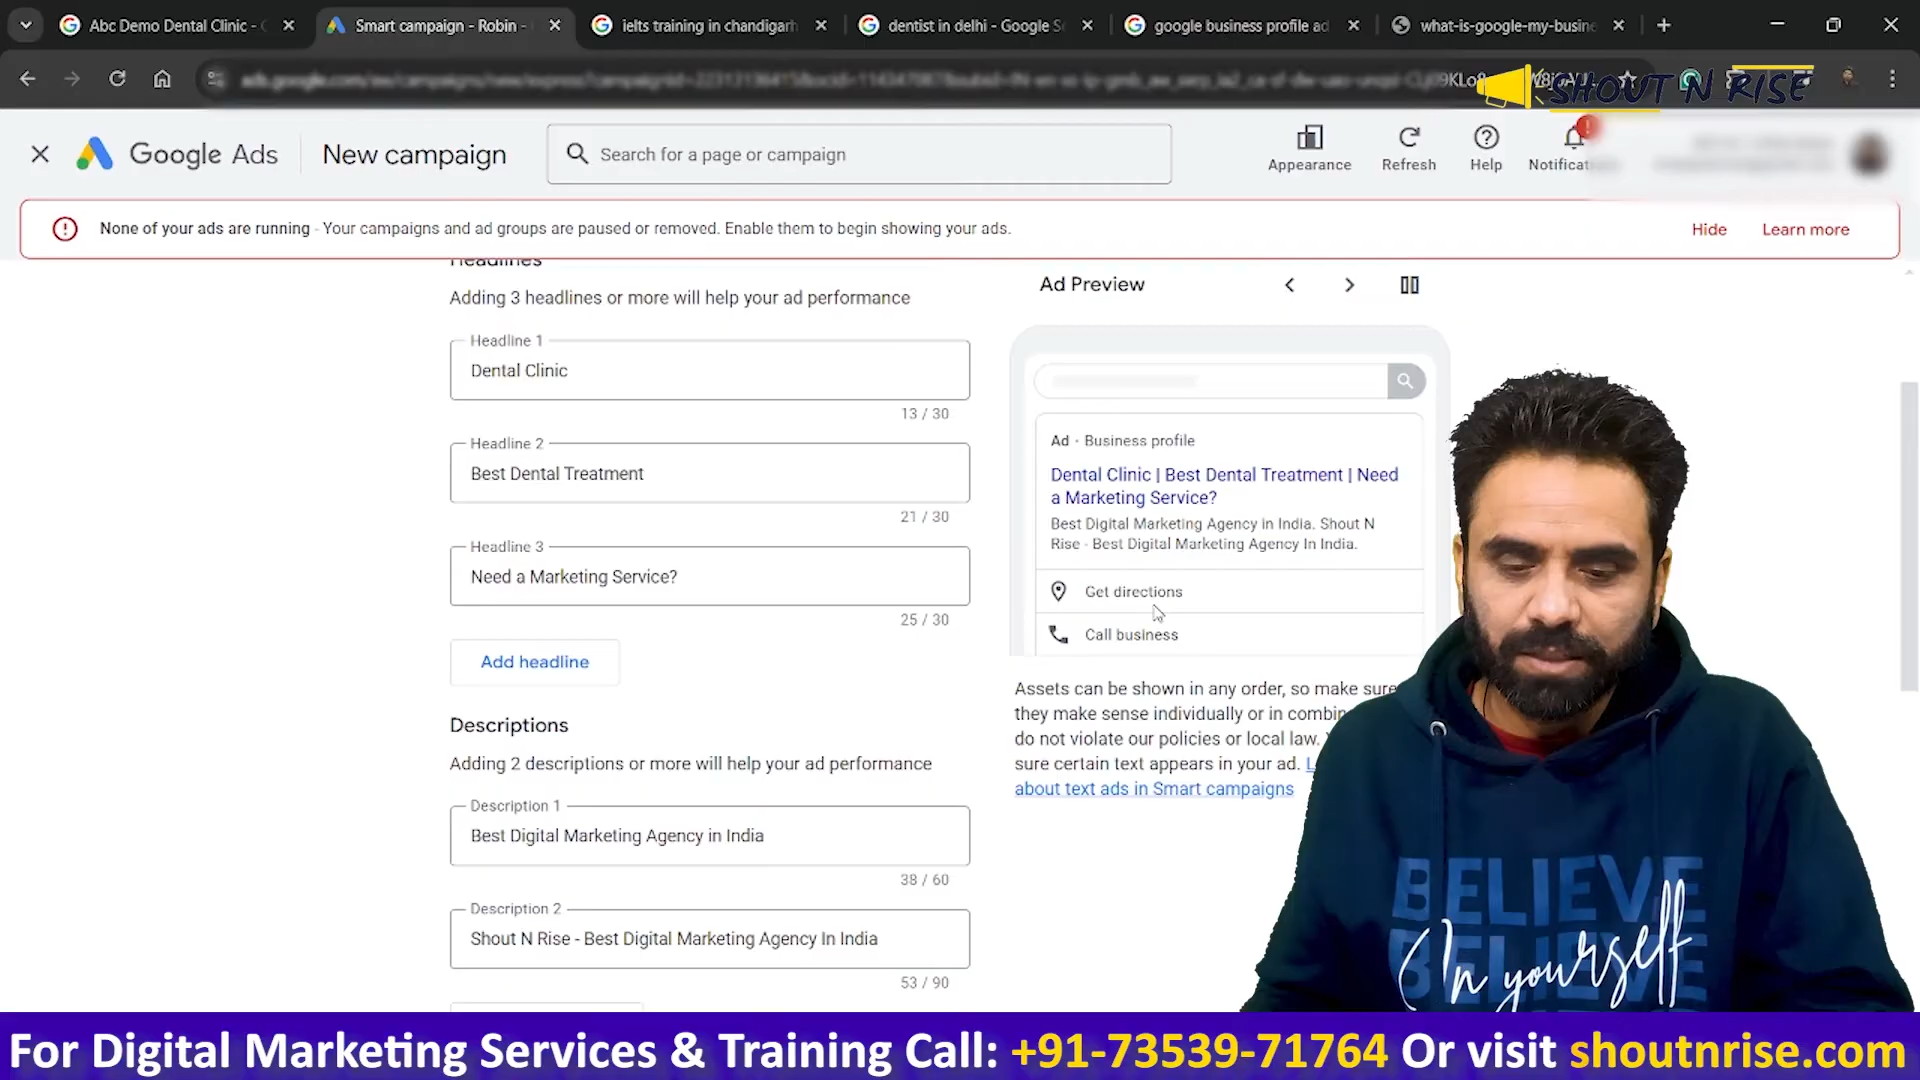 Abc Demo Dental Clinic -
Smart campaign - Robin -
ielts training in chandigarh
dentist in delhi - Google S
google business profile ad
what-is-google-my-busine
SHOUT N RISE
Google Ads
New campaign
Search for a page or campaign
Appearance
Refresh
Help
Notificat
None of your ads are running - Your campaigns and ad groups are paused or removed. Enable them to begin showing your ads.
Hide
Learn more
Headlines
Adding 3 headlines or more will help your ad performance
Headline 1
Dental Clinic
13 / 30
Headline 2
Best Dental Treatment
21 / 30
Headline 3
Need a Marketing Service?
25 / 30
Add headline
Descriptions
Adding 2 descriptions or more will help your ad performance
Description 1
Best Digital Marketing Agency in India
38 / 60
Description 2
Shout N Rise - Best Digital Marketing Agency In India
53 / 90
Ad Preview
Ad · Business profile
Dental Clinic | Best Dental Treatment | Need
a Marketing Service?
Best Digital Marketing Agency in India. Shout N
Rise - Best Digital Marketing Agency In India.
Get directions
Call business
Assets can be shown in any order, so make sure
they make sense individually or in combin
do not violate our policies or local law.
sure certain text appears in your ad. L
about text ads in Smart campaigns
BELIEVE
BELIEVE
In yourself
BELIEVE
For Digital Marketing Services & Training Call: +91-73539-71764 Or visit shoutnrise.com